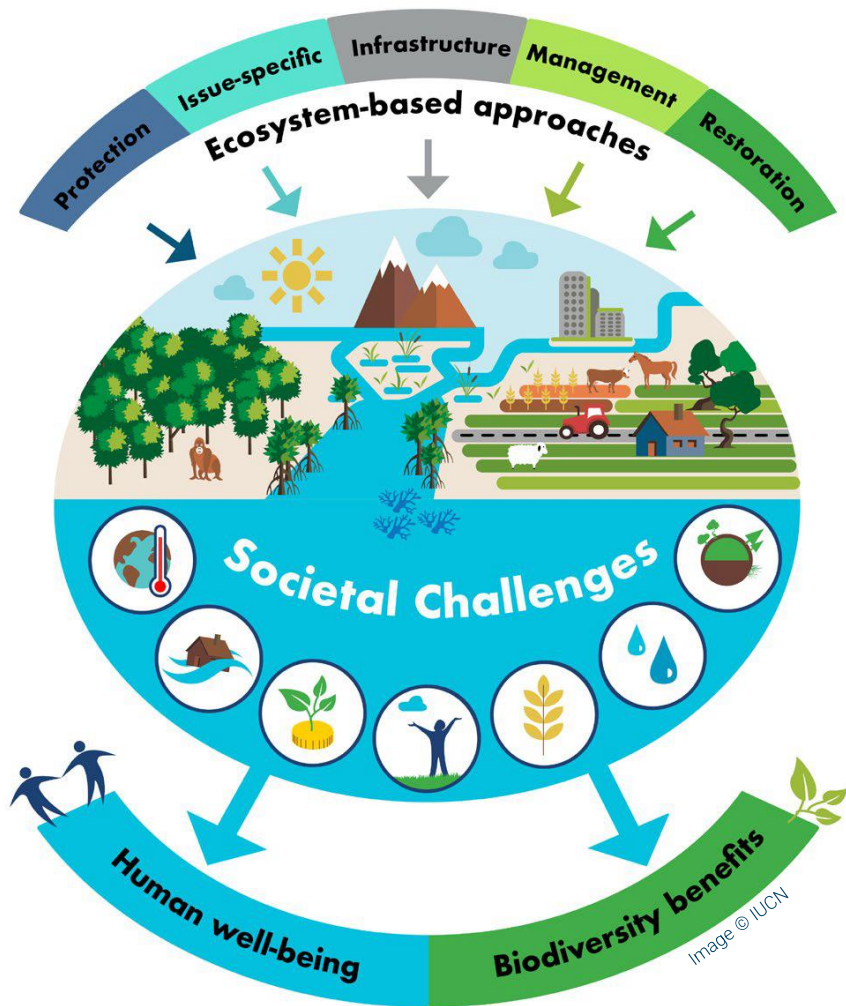 Protection
Issue-specific
Infrastructure
Management
Restoration
Ecosystem-based approaches
Societal Challenges
Human well-being
Biodiversity benefits
Image © IUCN